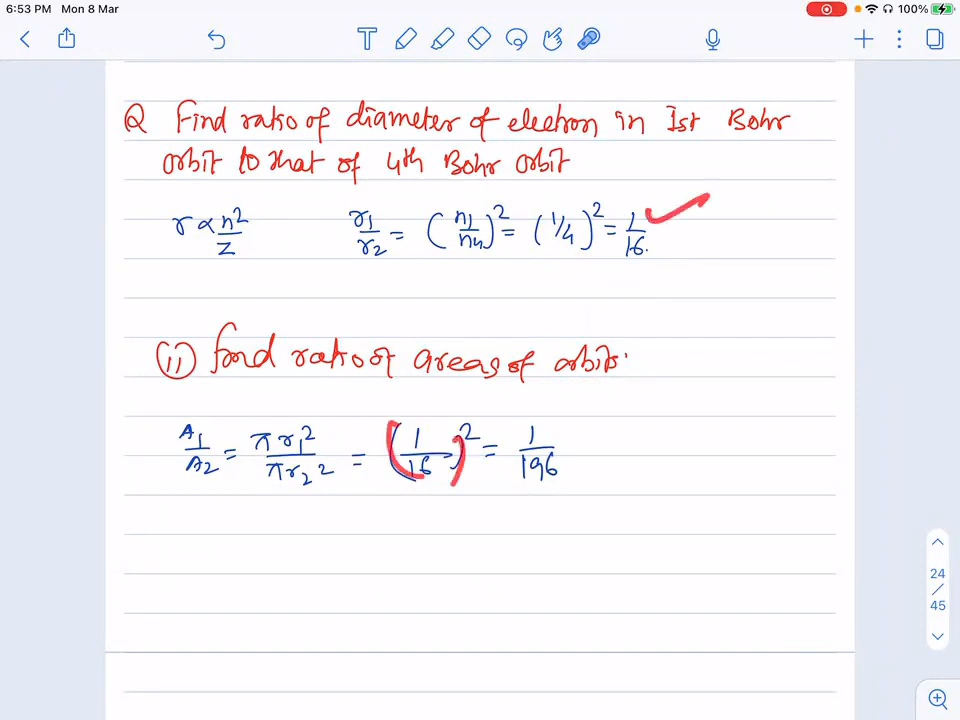 6:53 PM Mon 8 Mar
100%
Q Find ratio of diameter of electron in Ist Bohr
orbit to that of 4th Bohr orbit
r ∝ n²/Z r₁/r₂ = (n₁/n₄)² = (1/4)² = 1/16.
(ii) find ratio of areas of orbits.
A₁/A₂ = πr₁²/πr₂² = (1/16)² = 1/196
24
/
45